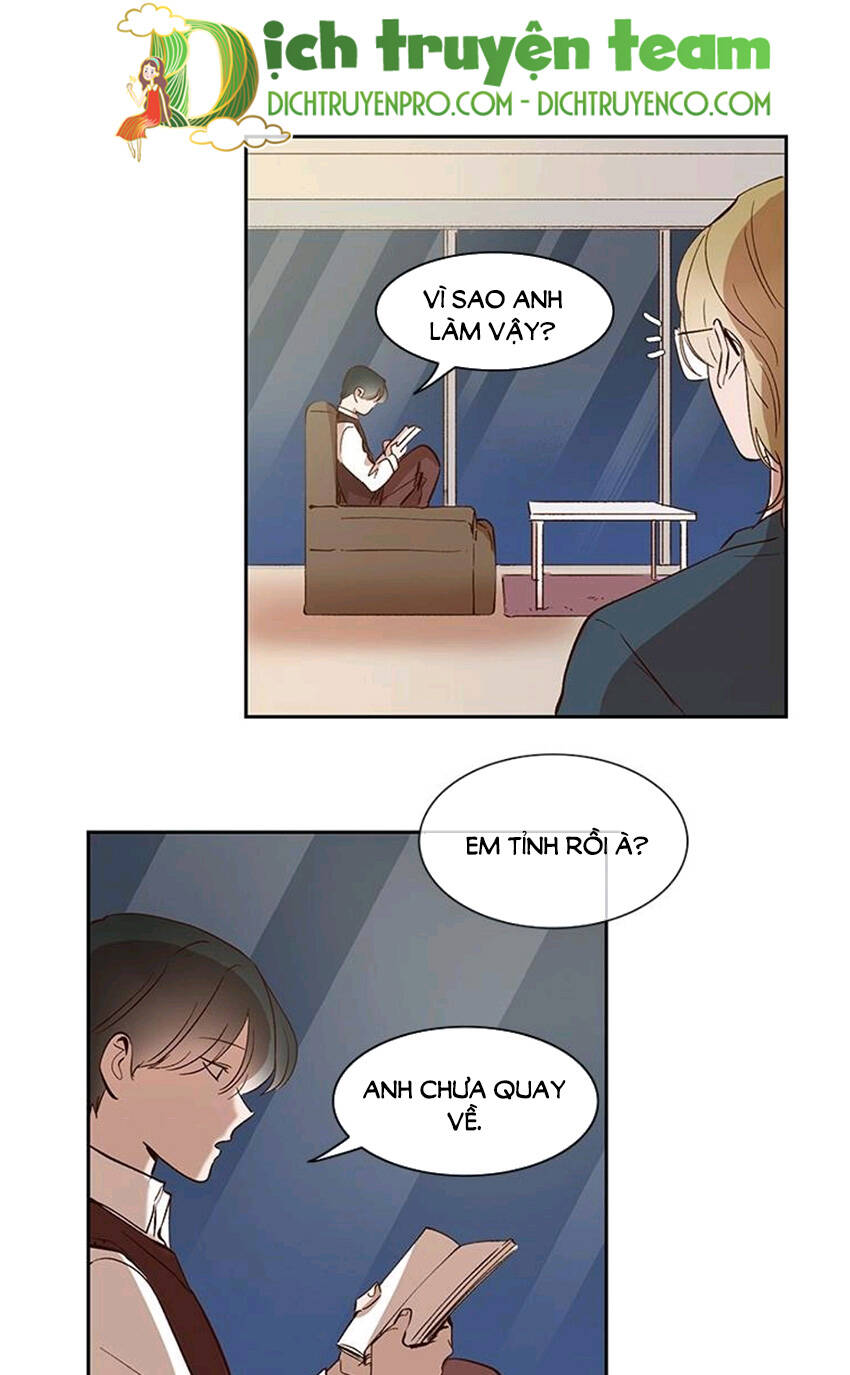 Dịch truyện team
DICHTRUYENPRO.COM - DICHTRUYENCO.COM
VÌ SAO ANH
LÀM VẬY?
EM TỈNH RỒI À?
ANH CHƯA QUAY
VỀ.